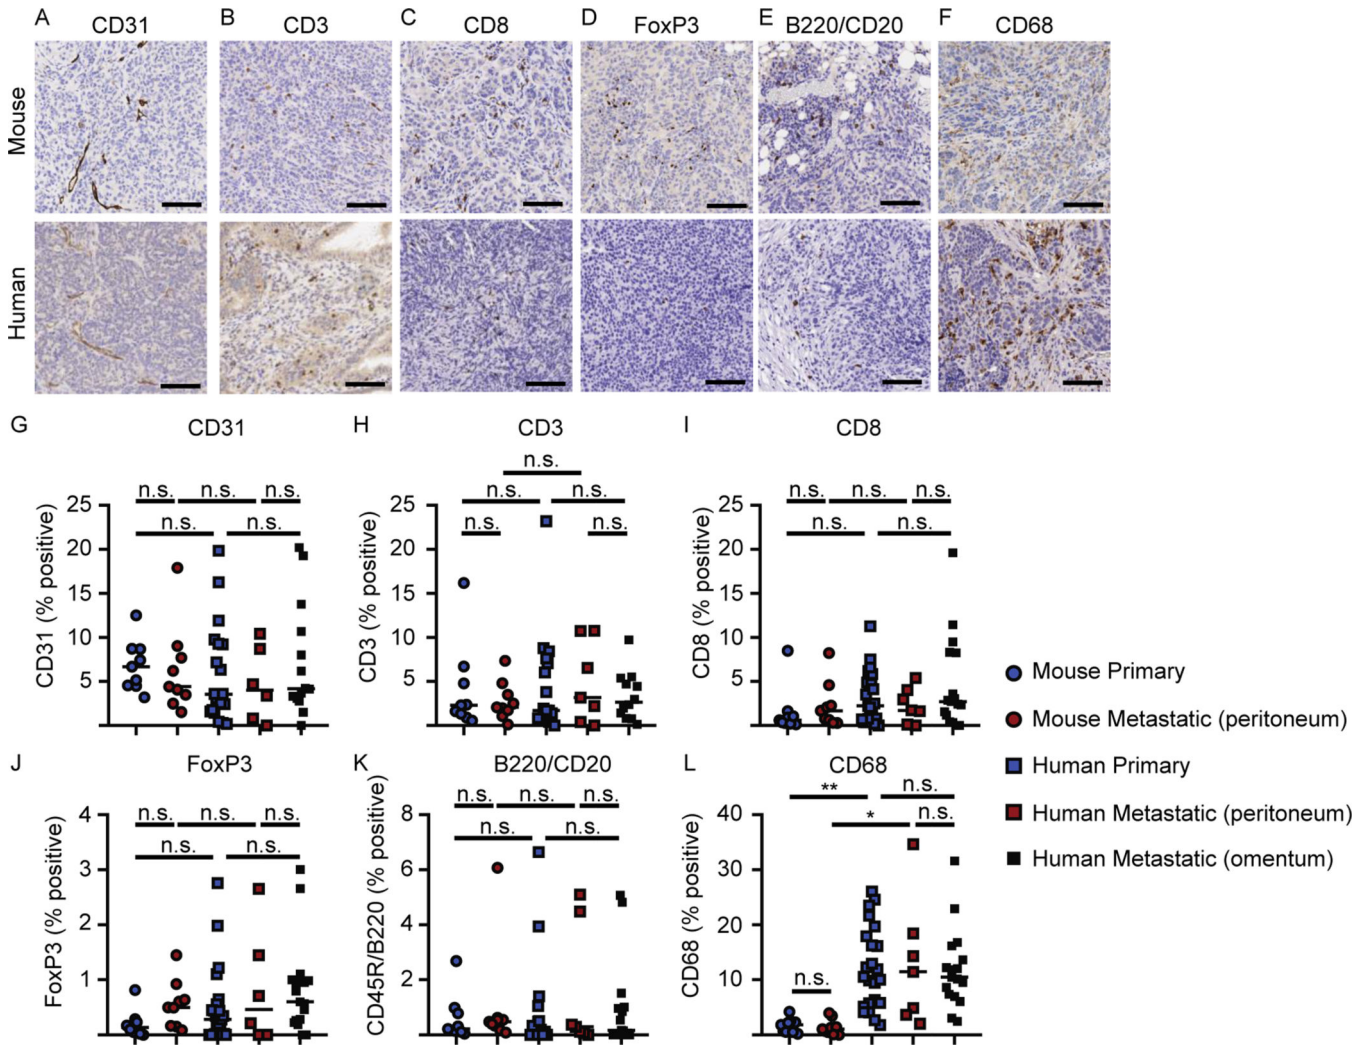 A CD31 B CD3 C CD8 D FoxP3 E B220/CD20 F CD68
Mouse
Human
G CD31 H CD3 I CD8
n.s. n.s. n.s. n.s. n.s. n.s. n.s. n.s. n.s.
n.s. n.s. n.s. n.s. n.s. n.s.
CD31 (% positive) 25 20 15 10 5
CD3 (% positive) 25 20 15 10 5
CD8 (% positive) 25 20 15 10 5
Mouse Primary
Mouse Metastatic (peritoneum)
Human Primary
Human Metastatic (peritoneum)
Human Metastatic (omentum)
J FoxP3 K B220/CD20 L CD68
n.s. n.s. n.s. n.s. n.s. n.s. ** n.s.
n.s. n.s. n.s. n.s. * n.s.
n.s.
FoxP3 (% positive) 4 3 2 1
CD45R/B220 (% positive) 8 6 4 2
CD68 (% positive) 40 30 20 10